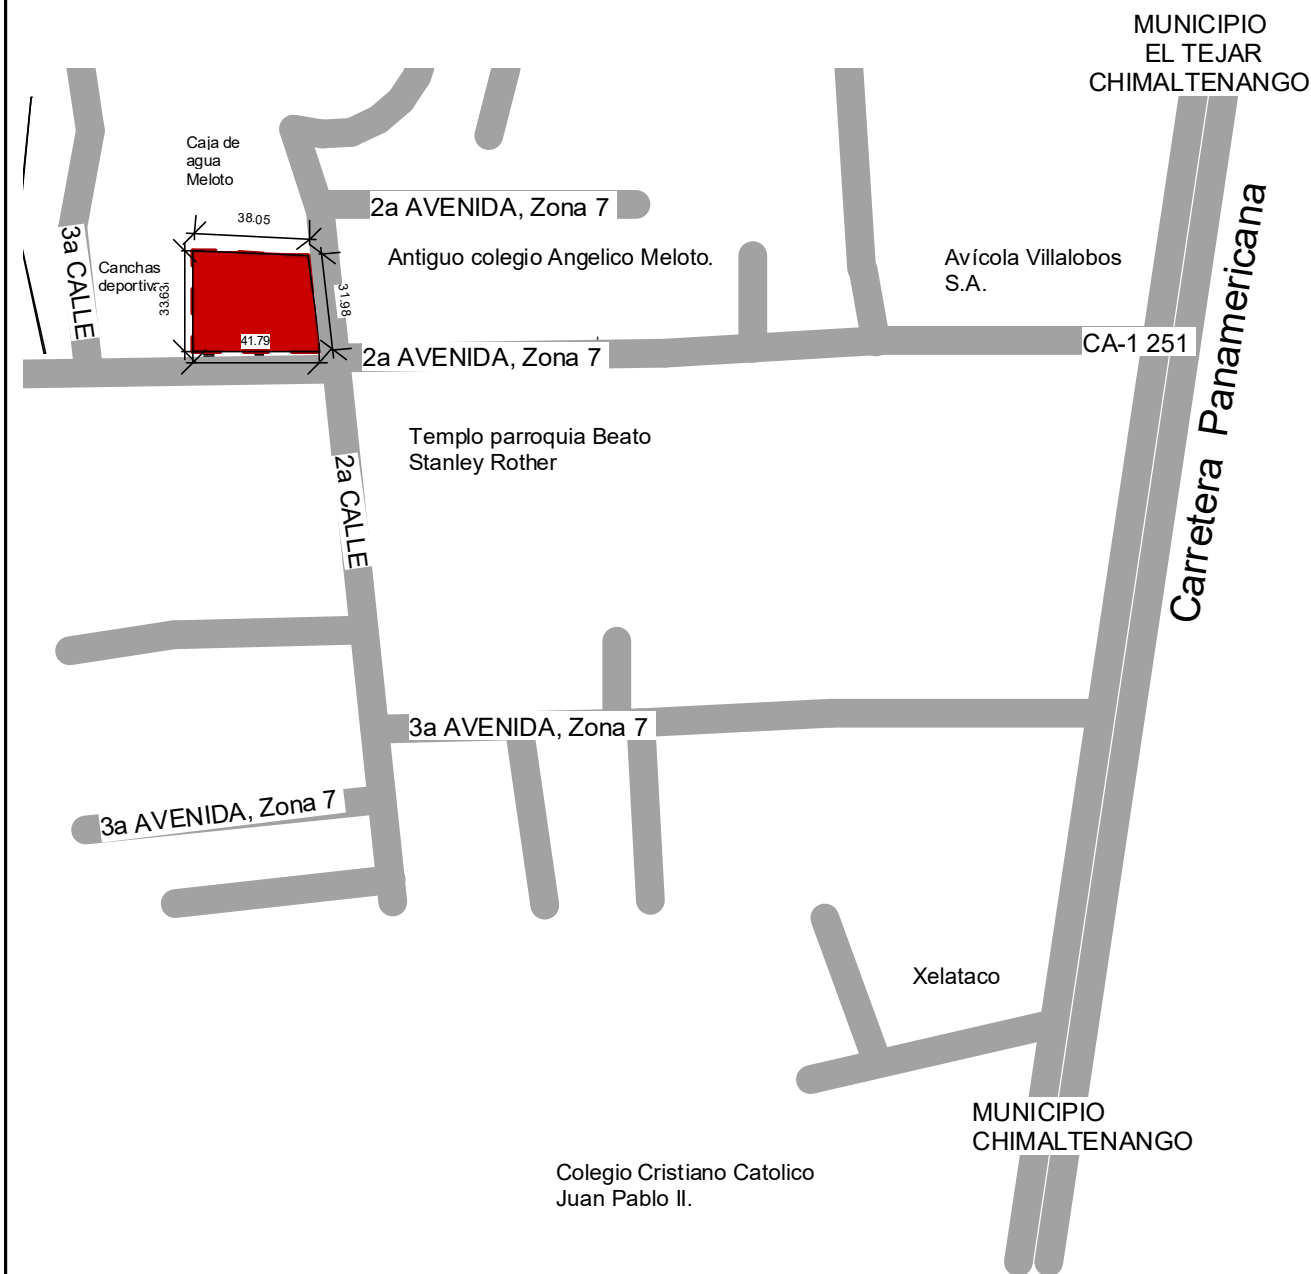 MUNICIPIO
EL TEJAR
CHIMALTENANGO
Caja de
agua
Meloto
2a AVENIDA, Zona 7
38.05
3a CALLE
Canchas
deportiva
33.63
31.98
41.79
Antiguo colegio Angelico Meloto.
Avícola Villalobos
S.A.
Carretera Panamericana
2a AVENIDA, Zona 7
CA-1 251
Templo parroquia Beato
Stanley Rother
2a CALLE
3a AVENIDA, Zona 7
3a AVENIDA, Zona 7
Xelataco
MUNICIPIO
CHIMALTENANGO
Colegio Cristiano Catolico
Juan Pablo II.